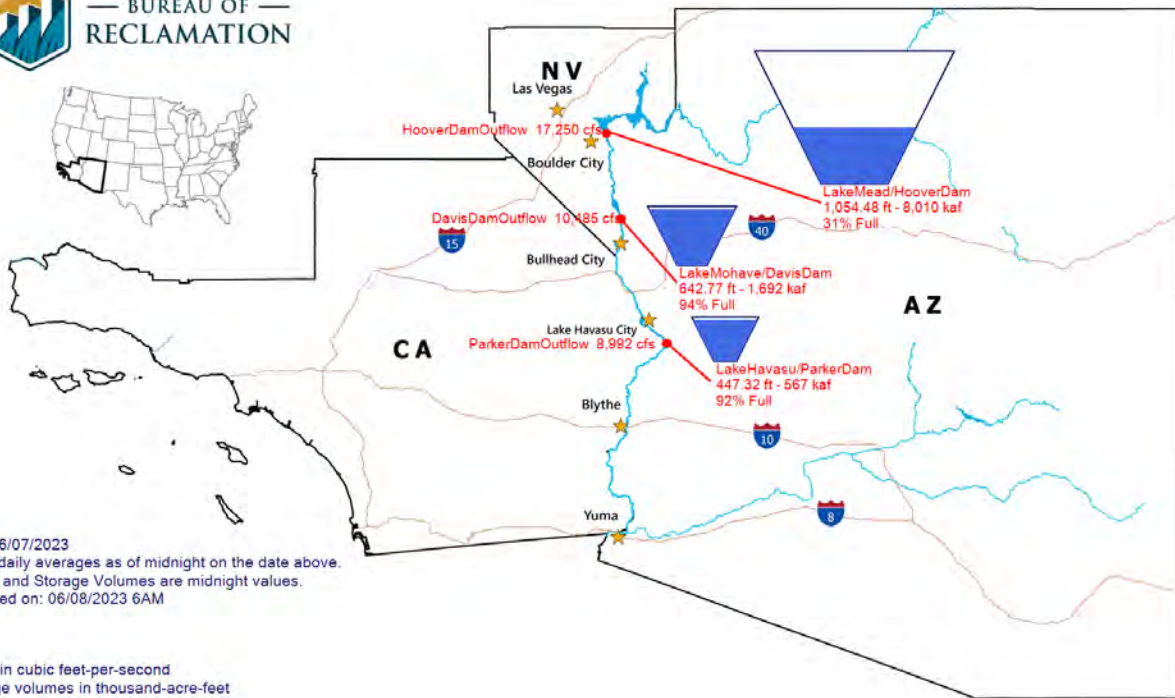 BUREAU OF
RECLAMATION
NV
Las Vegas
HooverDamOutflow 17,250 cfs
Boulder City
LakeMead/HooverDam
1,054.48 ft - 8,010 kaf
31% Full
DavisDamOutflow 10,485 cfs
15
40
Bullhead City
LakeMohave/DavisDam
642.77 ft - 1,692 kaf
94% Full
AZ
Lake Havasu City
CA
ParkerDamOutflow 8,992 cfs
LakeHavasu/ParkerDam
447.32 ft - 567 kaf
92% Full
Blythe
10
Yuma
8
6/07/2023
daily averages as of midnight on the date above.
and Storage Volumes are midnight values.
ed on: 06/08/2023 6AM
in cubic feet-per-second
ge volumes in thousand-acre-feet